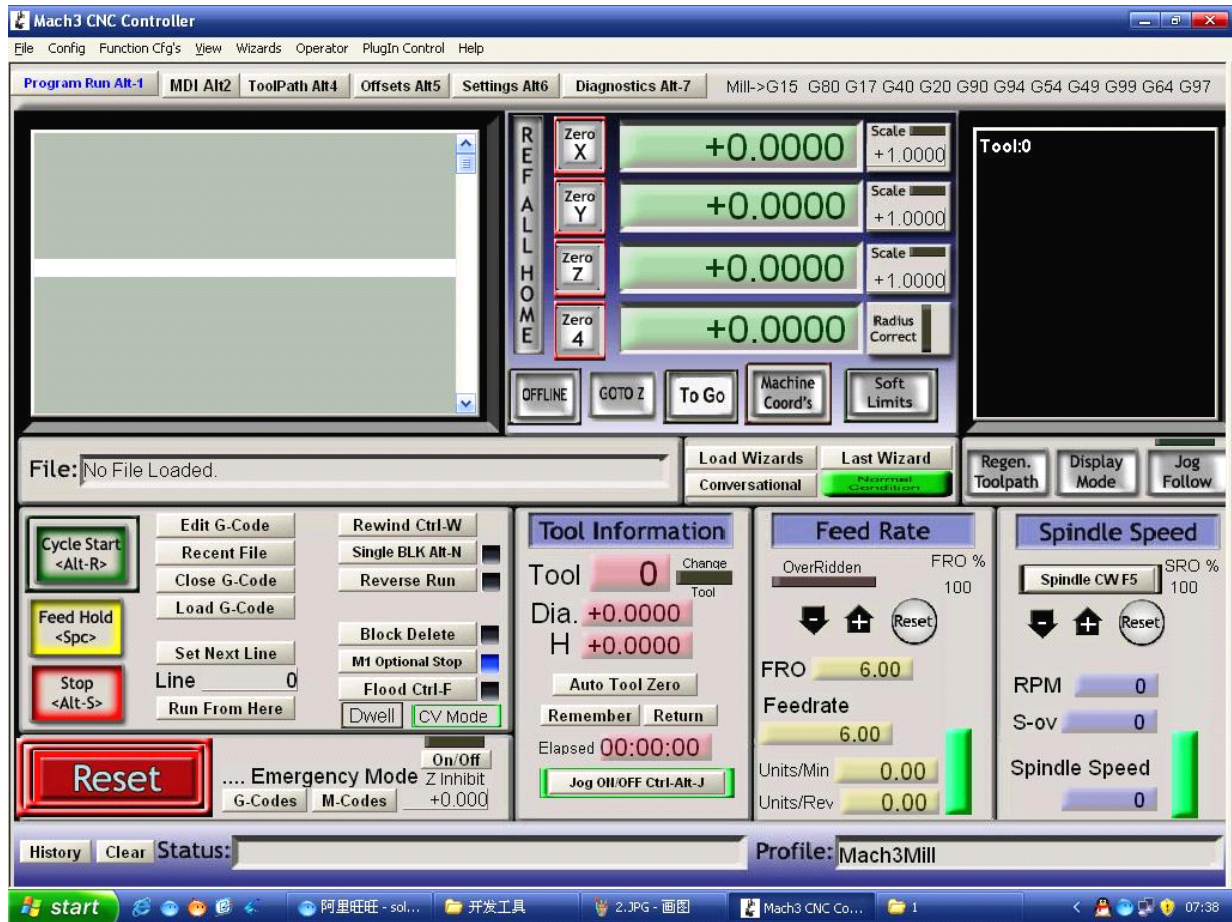 Mach3 CNC Controller
File Config Function Cfg's View Wizards Operator PlugIn Control Help
Program Run Alt-1 MDI Alt2 ToolPath Alt4 Offsets Alt5 Settings Alt6 Diagnostics Alt-7 Mill->G15 G80 G17 G40 G20 G90 G94 G54 G49 G99 G64 G97
REF ALL HOME
Zero X +0.0000 Scale +1.0000
Zero Y +0.0000 Scale +1.0000
Zero Z +0.0000 Scale +1.0000
Zero 4 +0.0000 Radius Correct
Tool:0
OFFLINE GOTO Z To Go Machine Coord's Soft Limits
File: No File Loaded.
Load Wizards Last Wizard
Conversational Normal Condition
Regen. Toolpath Display Mode Jog Follow
Cycle Start <Alt-R>
Feed Hold <Spc>
Stop <Alt-S>
Edit G-Code Rewind Ctrl-W
Recent File Single BLK Alt-N
Close G-Code Reverse Run
Load G-Code
Block Delete
Set Next Line M1 Optional Stop
Line 0 Flood Ctrl-F
Run From Here Dwell CV Mode
Reset .... Emergency Mode
On/Off
Z Inhibit
G-Codes M-Codes +0.000
Tool Information
Tool 0 Change Tool
Dia. +0.0000
H +0.0000
Auto Tool Zero
Remember Return
Elapsed 00:00:00
Jog ON/OFF Ctrl-Alt-J
Feed Rate
OverRidden FRO %
100
Reset
FRO 6.00
Feedrate
6.00
Units/Min 0.00
Units/Rev 0.00
Spindle Speed
Spindle CW F5 SRO %
100
Reset
RPM 0
S-ov 0
Spindle Speed
0
History Clear Status: Profile: Mach3Mill
start 阿里旺旺 - sol... 开发工具 2.JPG - 画图 Mach3 CNC Co... 1 07:38